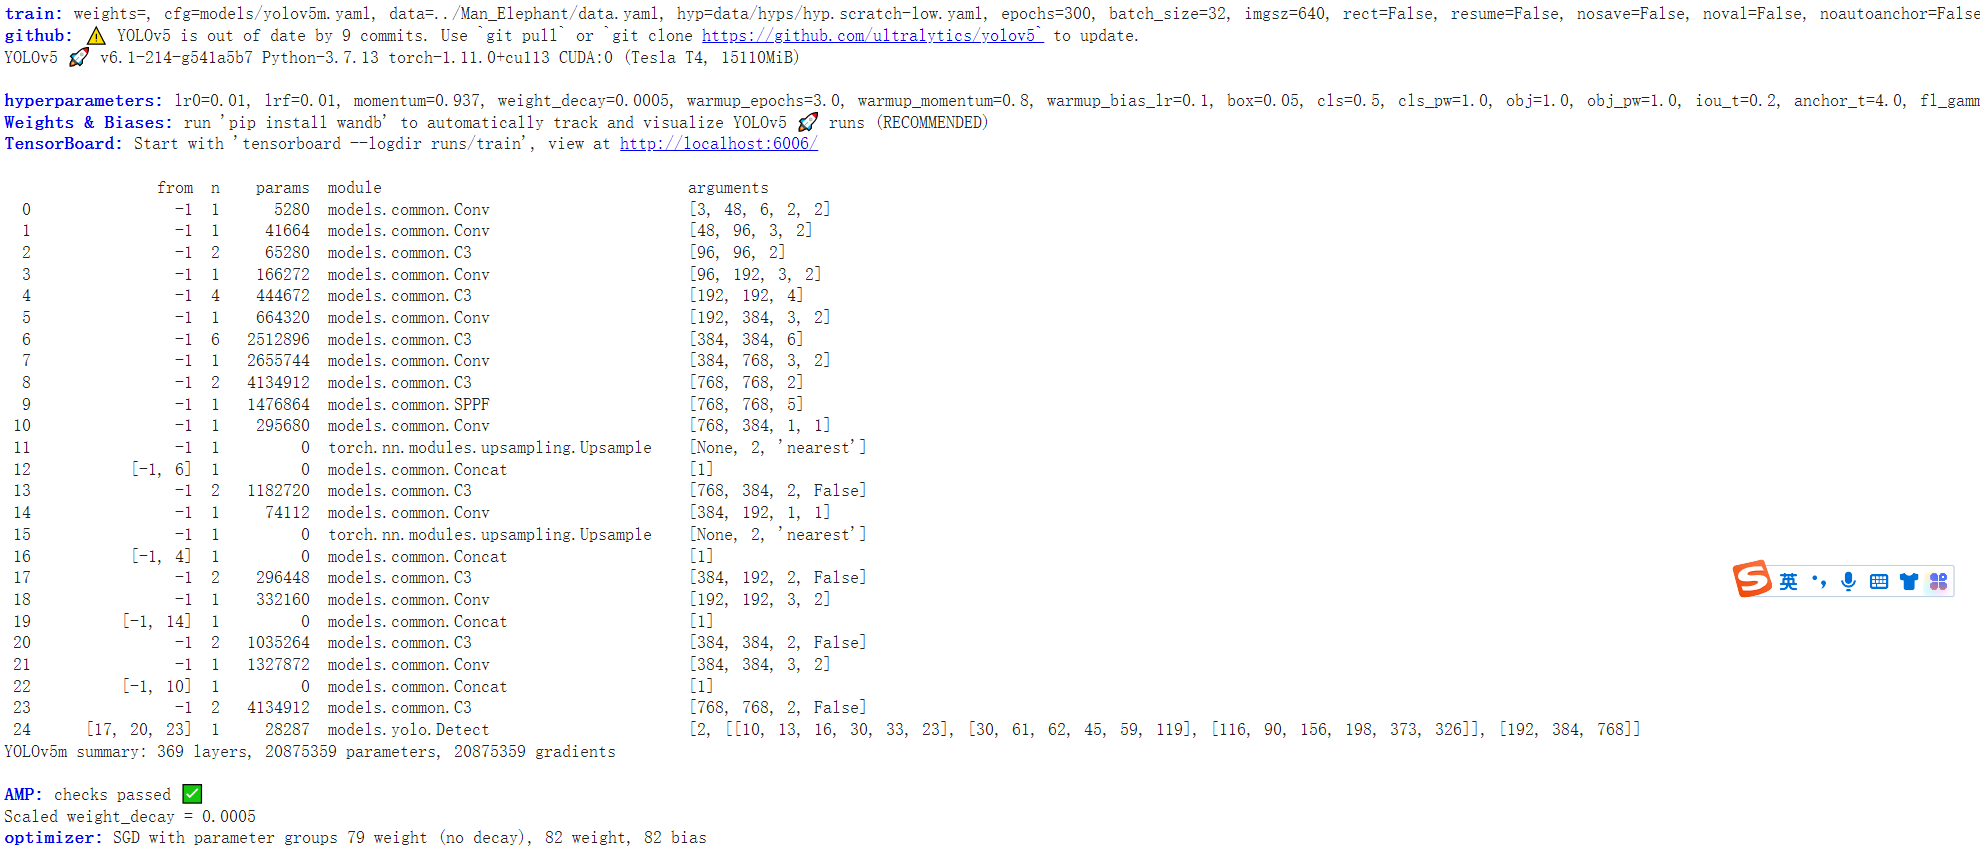 train: weights=, cfg=models/yolov5m.yaml, data=../Man_Elephant/data.yaml, hyp=data/hyps/hyp.scratch-low.yaml, epochs=300, batch_size=32, imgsz=640, rect=False, resume=False, nosave=False, noval=False, noautoanchor=False
github: ⚠️ YOLOv5 is out of date by 9 commits. Use `git pull` or `git clone https://github.com/ultralytics/yolov5` to update.
YOLOv5 🚀 v6.1-214-g541a5b7 Python-3.7.13 torch-1.11.0+cu113 CUDA:0 (Tesla T4, 15110MiB)
hyperparameters: lr0=0.01, lrf=0.01, momentum=0.937, weight_decay=0.0005, warmup_epochs=3.0, warmup_momentum=0.8, warmup_bias_lr=0.1, box=0.05, cls=0.5, cls_pw=1.0, obj=1.0, obj_pw=1.0, iou_t=0.2, anchor_t=4.0, fl_gamm
Weights & Biases: run 'pip install wandb' to automatically track and visualize YOLOv5 🚀 runs (RECOMMENDED)
TensorBoard: Start with 'tensorboard --logdir runs/train', view at http://localhost:6006/
from n params module arguments
0 -1 1 5280 models.common.Conv [3, 48, 6, 2, 2]
1 -1 1 41664 models.common.Conv [48, 96, 3, 2]
2 -1 2 65280 models.common.C3 [96, 96, 2]
3 -1 1 166272 models.common.Conv [96, 192, 3, 2]
4 -1 4 444672 models.common.C3 [192, 192, 4]
5 -1 1 664320 models.common.Conv [192, 384, 3, 2]
6 -1 6 2512896 models.common.C3 [384, 384, 6]
7 -1 1 2655744 models.common.Conv [384, 768, 3, 2]
8 -1 2 4134912 models.common.C3 [768, 768, 2]
9 -1 1 1476864 models.common.SPPF [768, 768, 5]
10 -1 1 295680 models.common.Conv [768, 384, 1, 1]
11 -1 1 0 torch.nn.modules.upsampling.Upsample [None, 2, 'nearest']
12 [-1, 6] 1 0 models.common.Concat [1]
13 -1 2 1182720 models.common.C3 [768, 384, 2, False]
14 -1 1 74112 models.common.Conv [384, 192, 1, 1]
15 -1 1 0 torch.nn.modules.upsampling.Upsample [None, 2, 'nearest']
16 [-1, 4] 1 0 models.common.Concat [1]
17 -1 2 296448 models.common.C3 [384, 192, 2, False]
18 -1 1 332160 models.common.Conv [192, 192, 3, 2]
19 [-1, 14] 1 0 models.common.Concat [1]
20 -1 2 1035264 models.common.C3 [384, 384, 2, False]
21 -1 1 1327872 models.common.Conv [384, 384, 3, 2]
22 [-1, 10] 1 0 models.common.Concat [1]
23 -1 2 4134912 models.common.C3 [768, 768, 2, False]
24 [17, 20, 23] 1 28287 models.yolo.Detect [2, [[10, 13, 16, 30, 33, 23], [30, 61, 62, 45, 59, 119], [116, 90, 156, 198, 373, 326]], [192, 384, 768]]
YOLOv5m summary: 369 layers, 20875359 parameters, 20875359 gradients
AMP: checks passed ✅
Scaled weight_decay = 0.0005
optimizer: SGD with parameter groups 79 weight (no decay), 82 weight, 82 bias
S 英